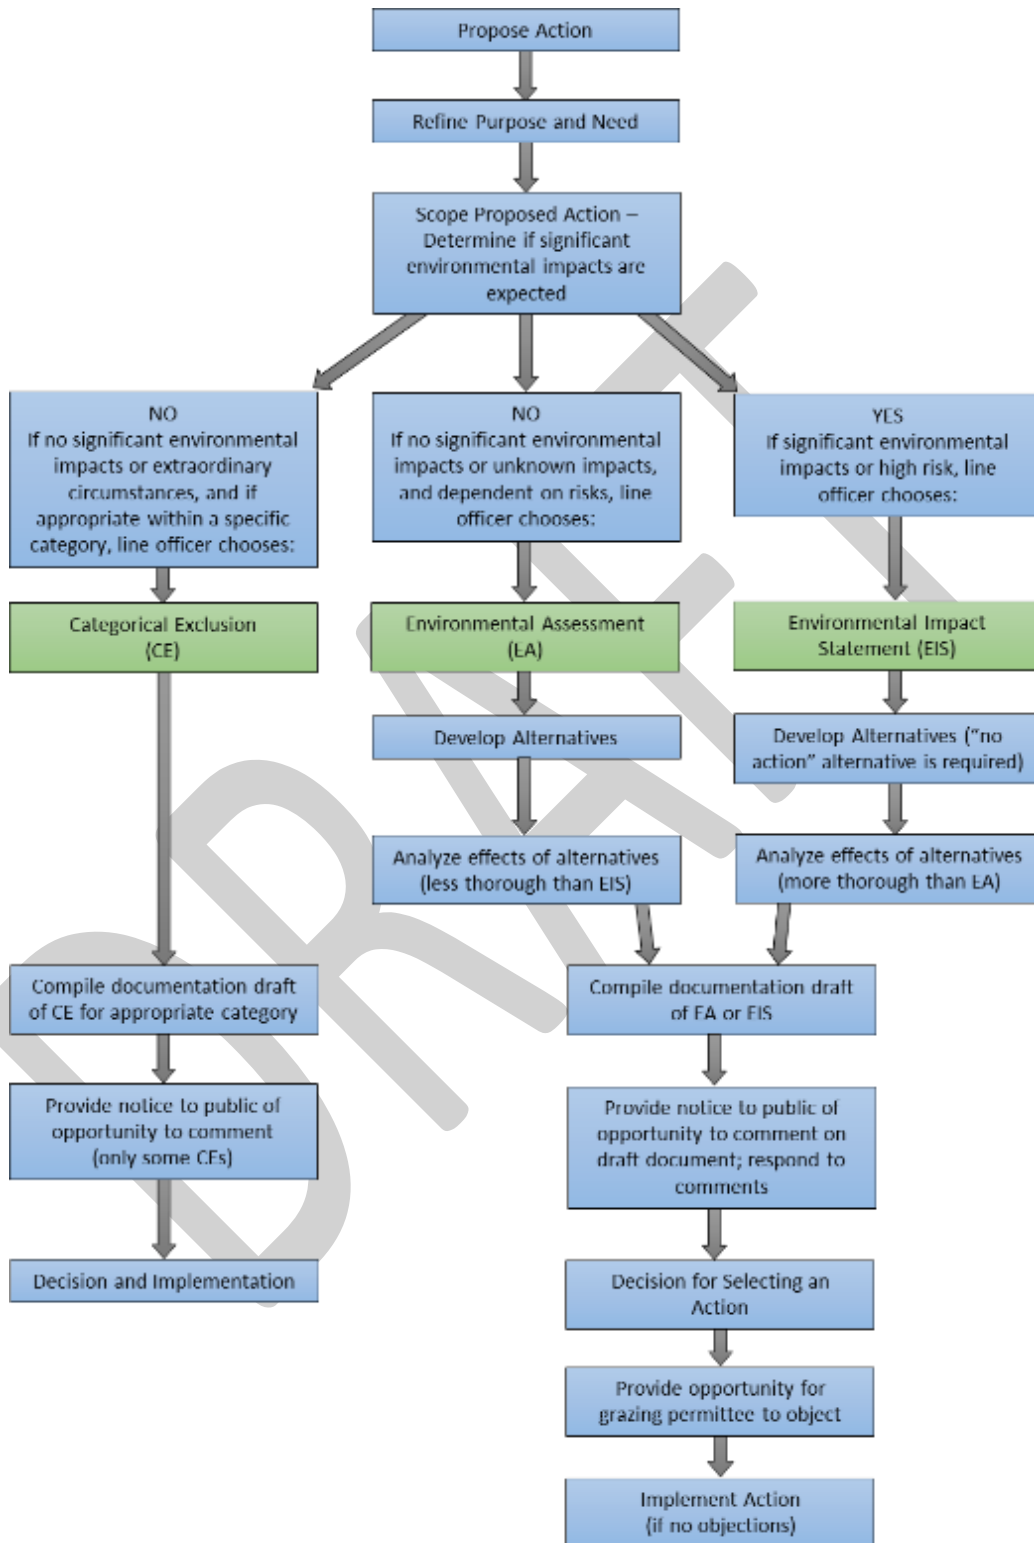 Propose Action
Refine Purpose and Need
Scope Proposed Action –
Determine if significant
environmental impacts are
expected
NO
If no significant environmental
impacts or extraordinary
circumstances, and if
appropriate within a specific
category, line officer chooses:
NO
If no significant environmental
impacts or unknown impacts,
and dependent on risks, line
officer chooses:
YES
If significant environmental
impacts or high risk, line
officer chooses:
Categorical Exclusion
(CE)
Environmental Assessment
(EA)
Environmental Impact
Statement (EIS)
Develop Alternatives
Develop Alternatives (“no
action” alternative is required)
Analyze effects of alternatives
(less thorough than EIS)
Analyze effects of alternatives
(more thorough than EA)
Compile documentation draft
of CE for appropriate category
Compile documentation draft
of EA or EIS
Provide notice to public of
opportunity to comment
(only some CEs)
Provide notice to public of
opportunity to comment on
draft document; respond to
comments
Decision and Implementation
Decision for Selecting an
Action
Provide opportunity for
grazing permittee to object
Implement Action
(if no objections)
DRAFT